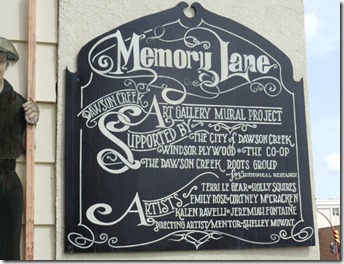 Memory Lane
DAWSON CREEK
ART GALLERY MURAL PROJECT
SUPPORTED BY THE CITY of DAWSON CREEK,
WINDSOR PLYWOOD • THE CO-OP
• THE DAWSON CREEK ROOTS GROUP
FOR HISTORICAL RESEARCH
TERRI LE GEAR • HOLLY SQUIRES
ARTISTS EMILY ROSE • CORTNEY McCRACKEN
KALEN RAVELLI • JEREMIAH FONTAINE
DIRECTING ARTIST/MENTOR - SHELLEY MOWAT